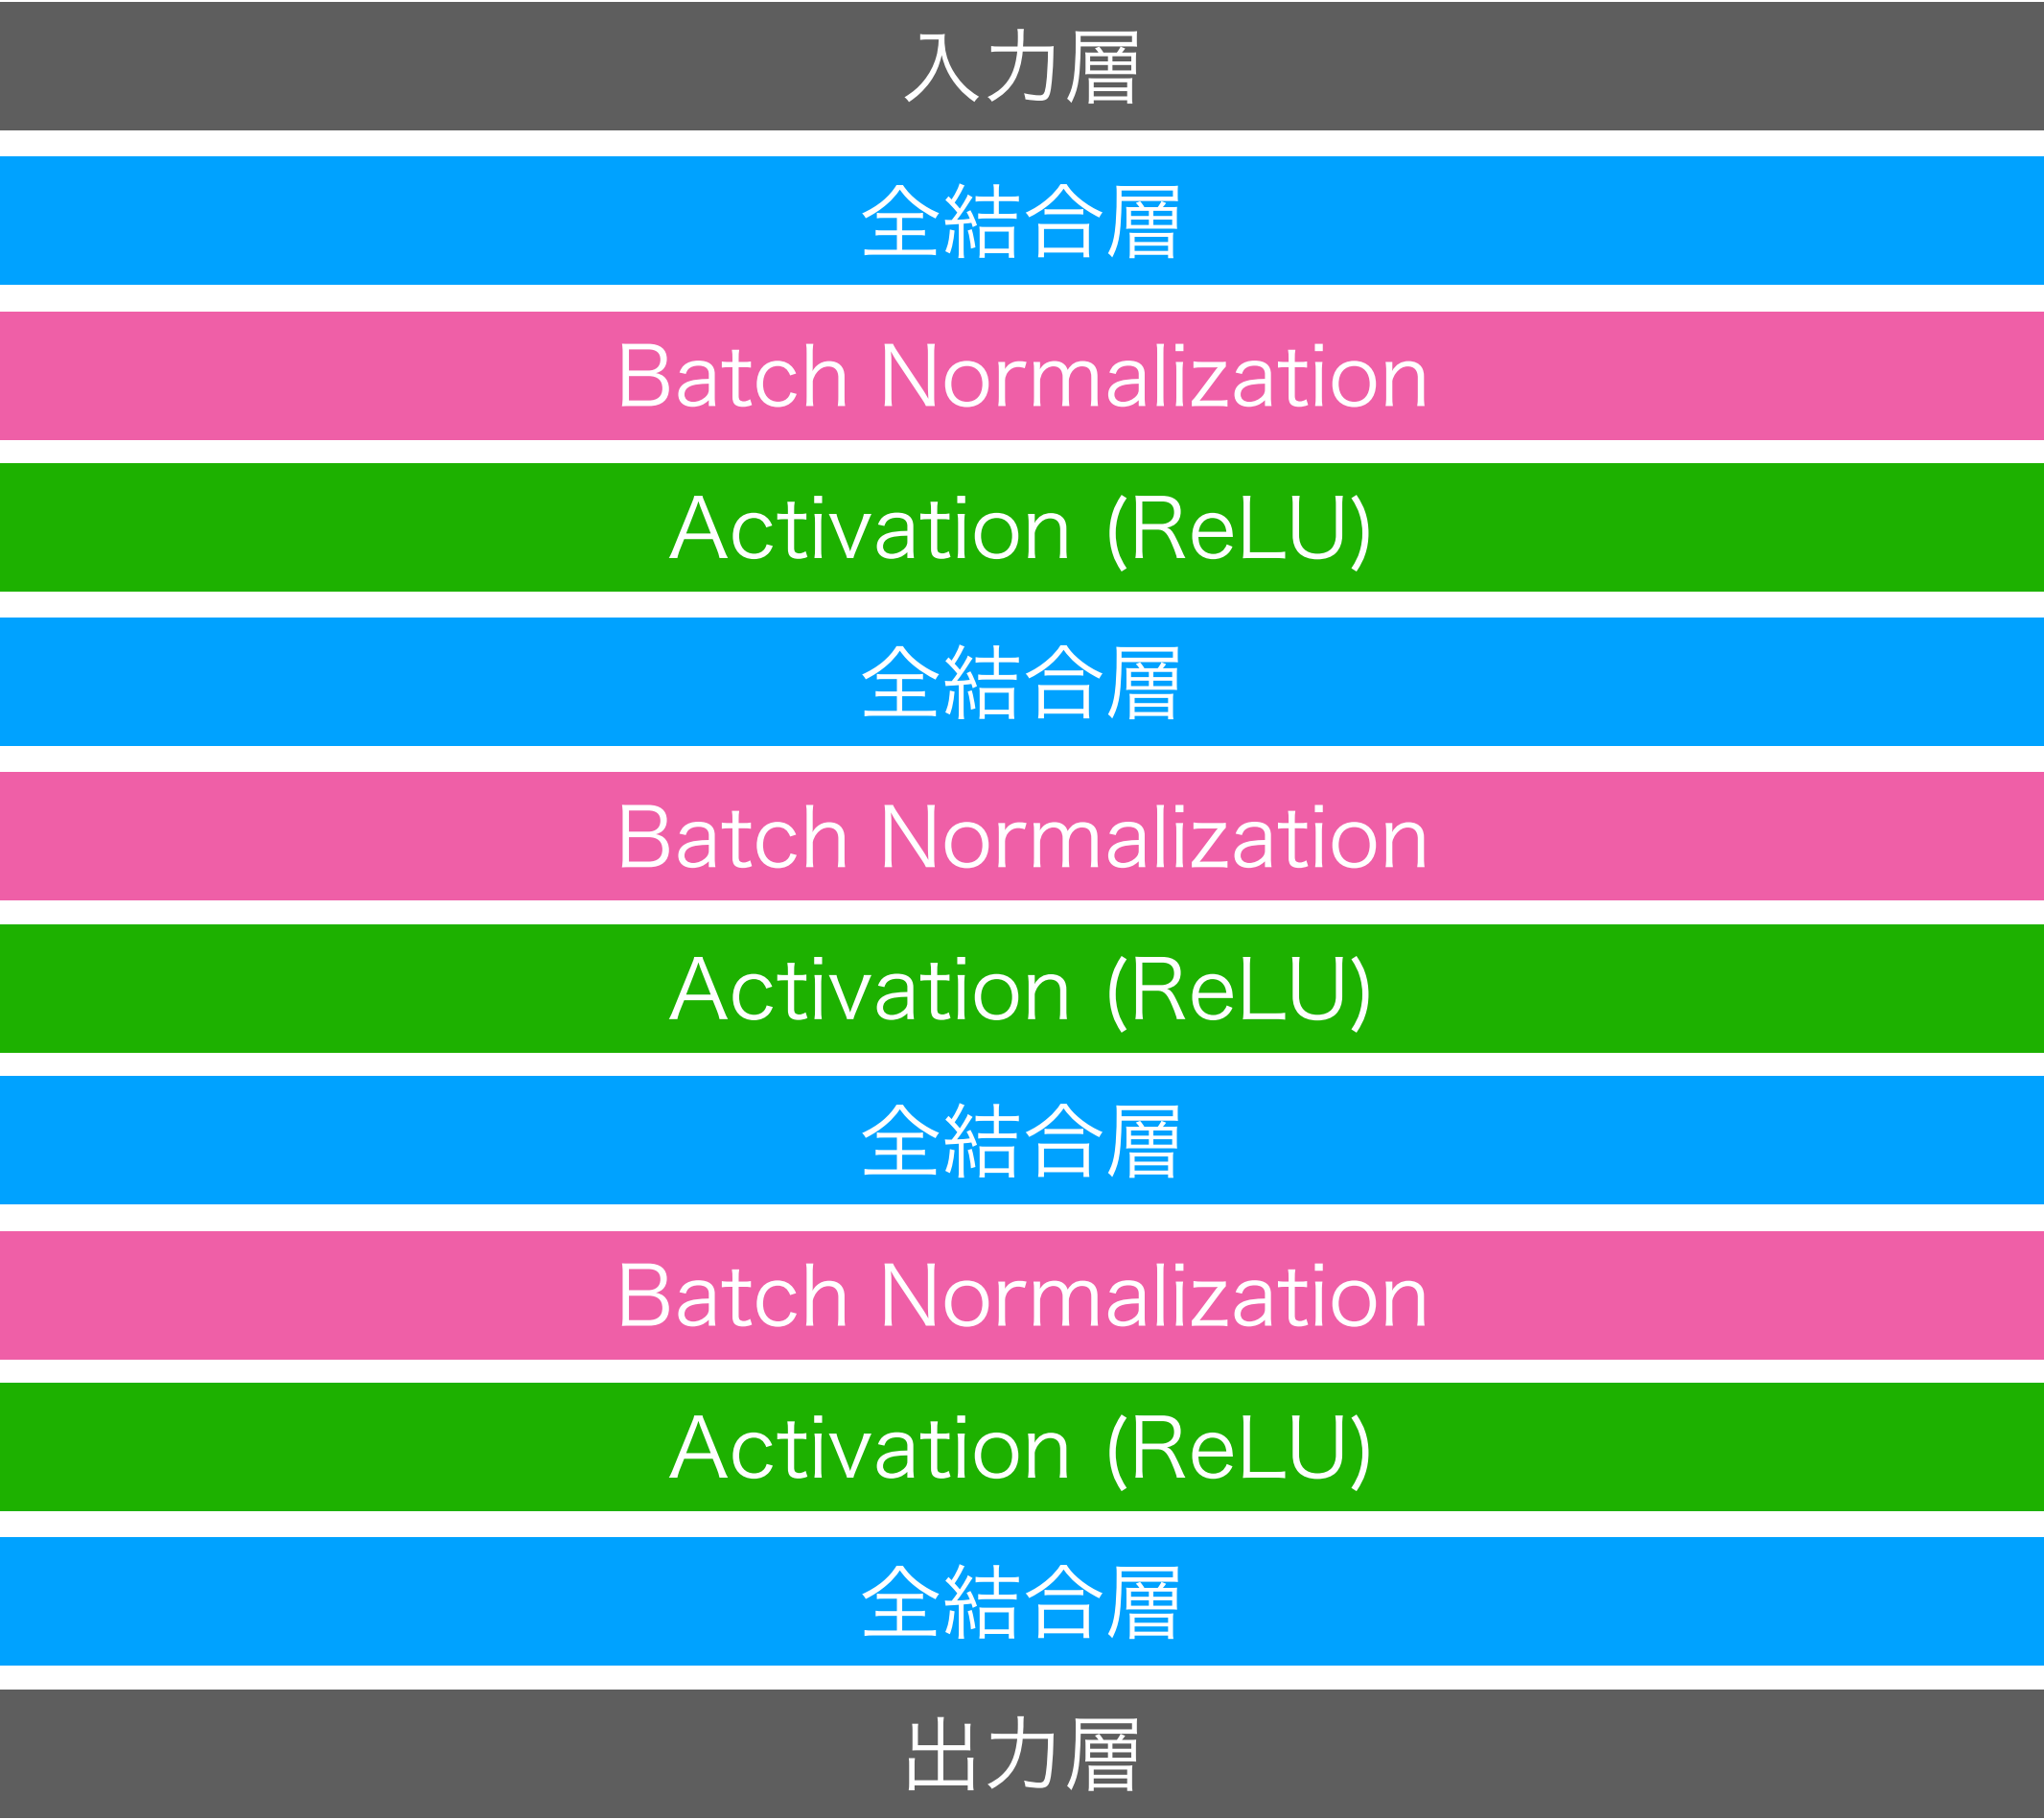 入力層
全結合層
Batch Normalization
Activation (ReLU)
全結合層
Batch Normalization
Activation (ReLU)
全結合層
Batch Normalization
Activation (ReLU)
全結合層
出力層